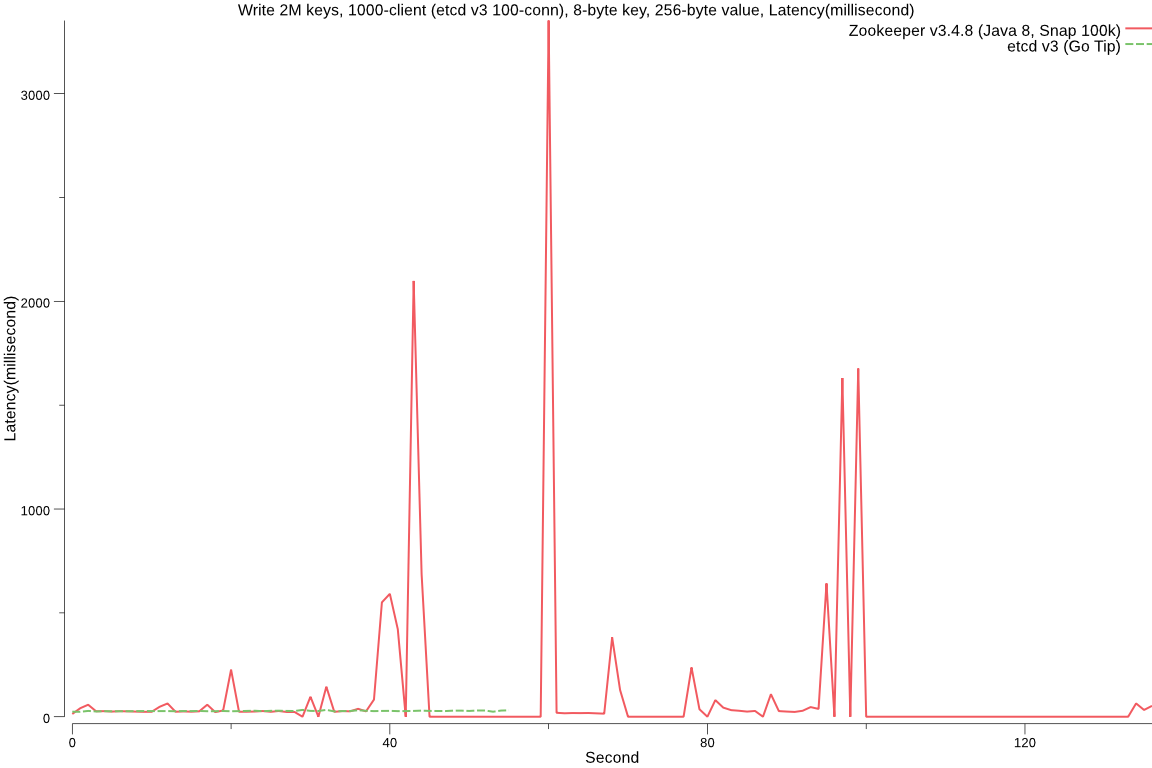 Write 2M keys, 1000-client (etcd v3 100-conn), 8-byte key, 256-byte value, Latency(millisecond)
Zookeeper v3.4.8 (Java 8, Snap 100k)
etcd v3 (Go Tip)
Latency(millisecond)
3000
2000
1000
0
0 40 80 120
Second